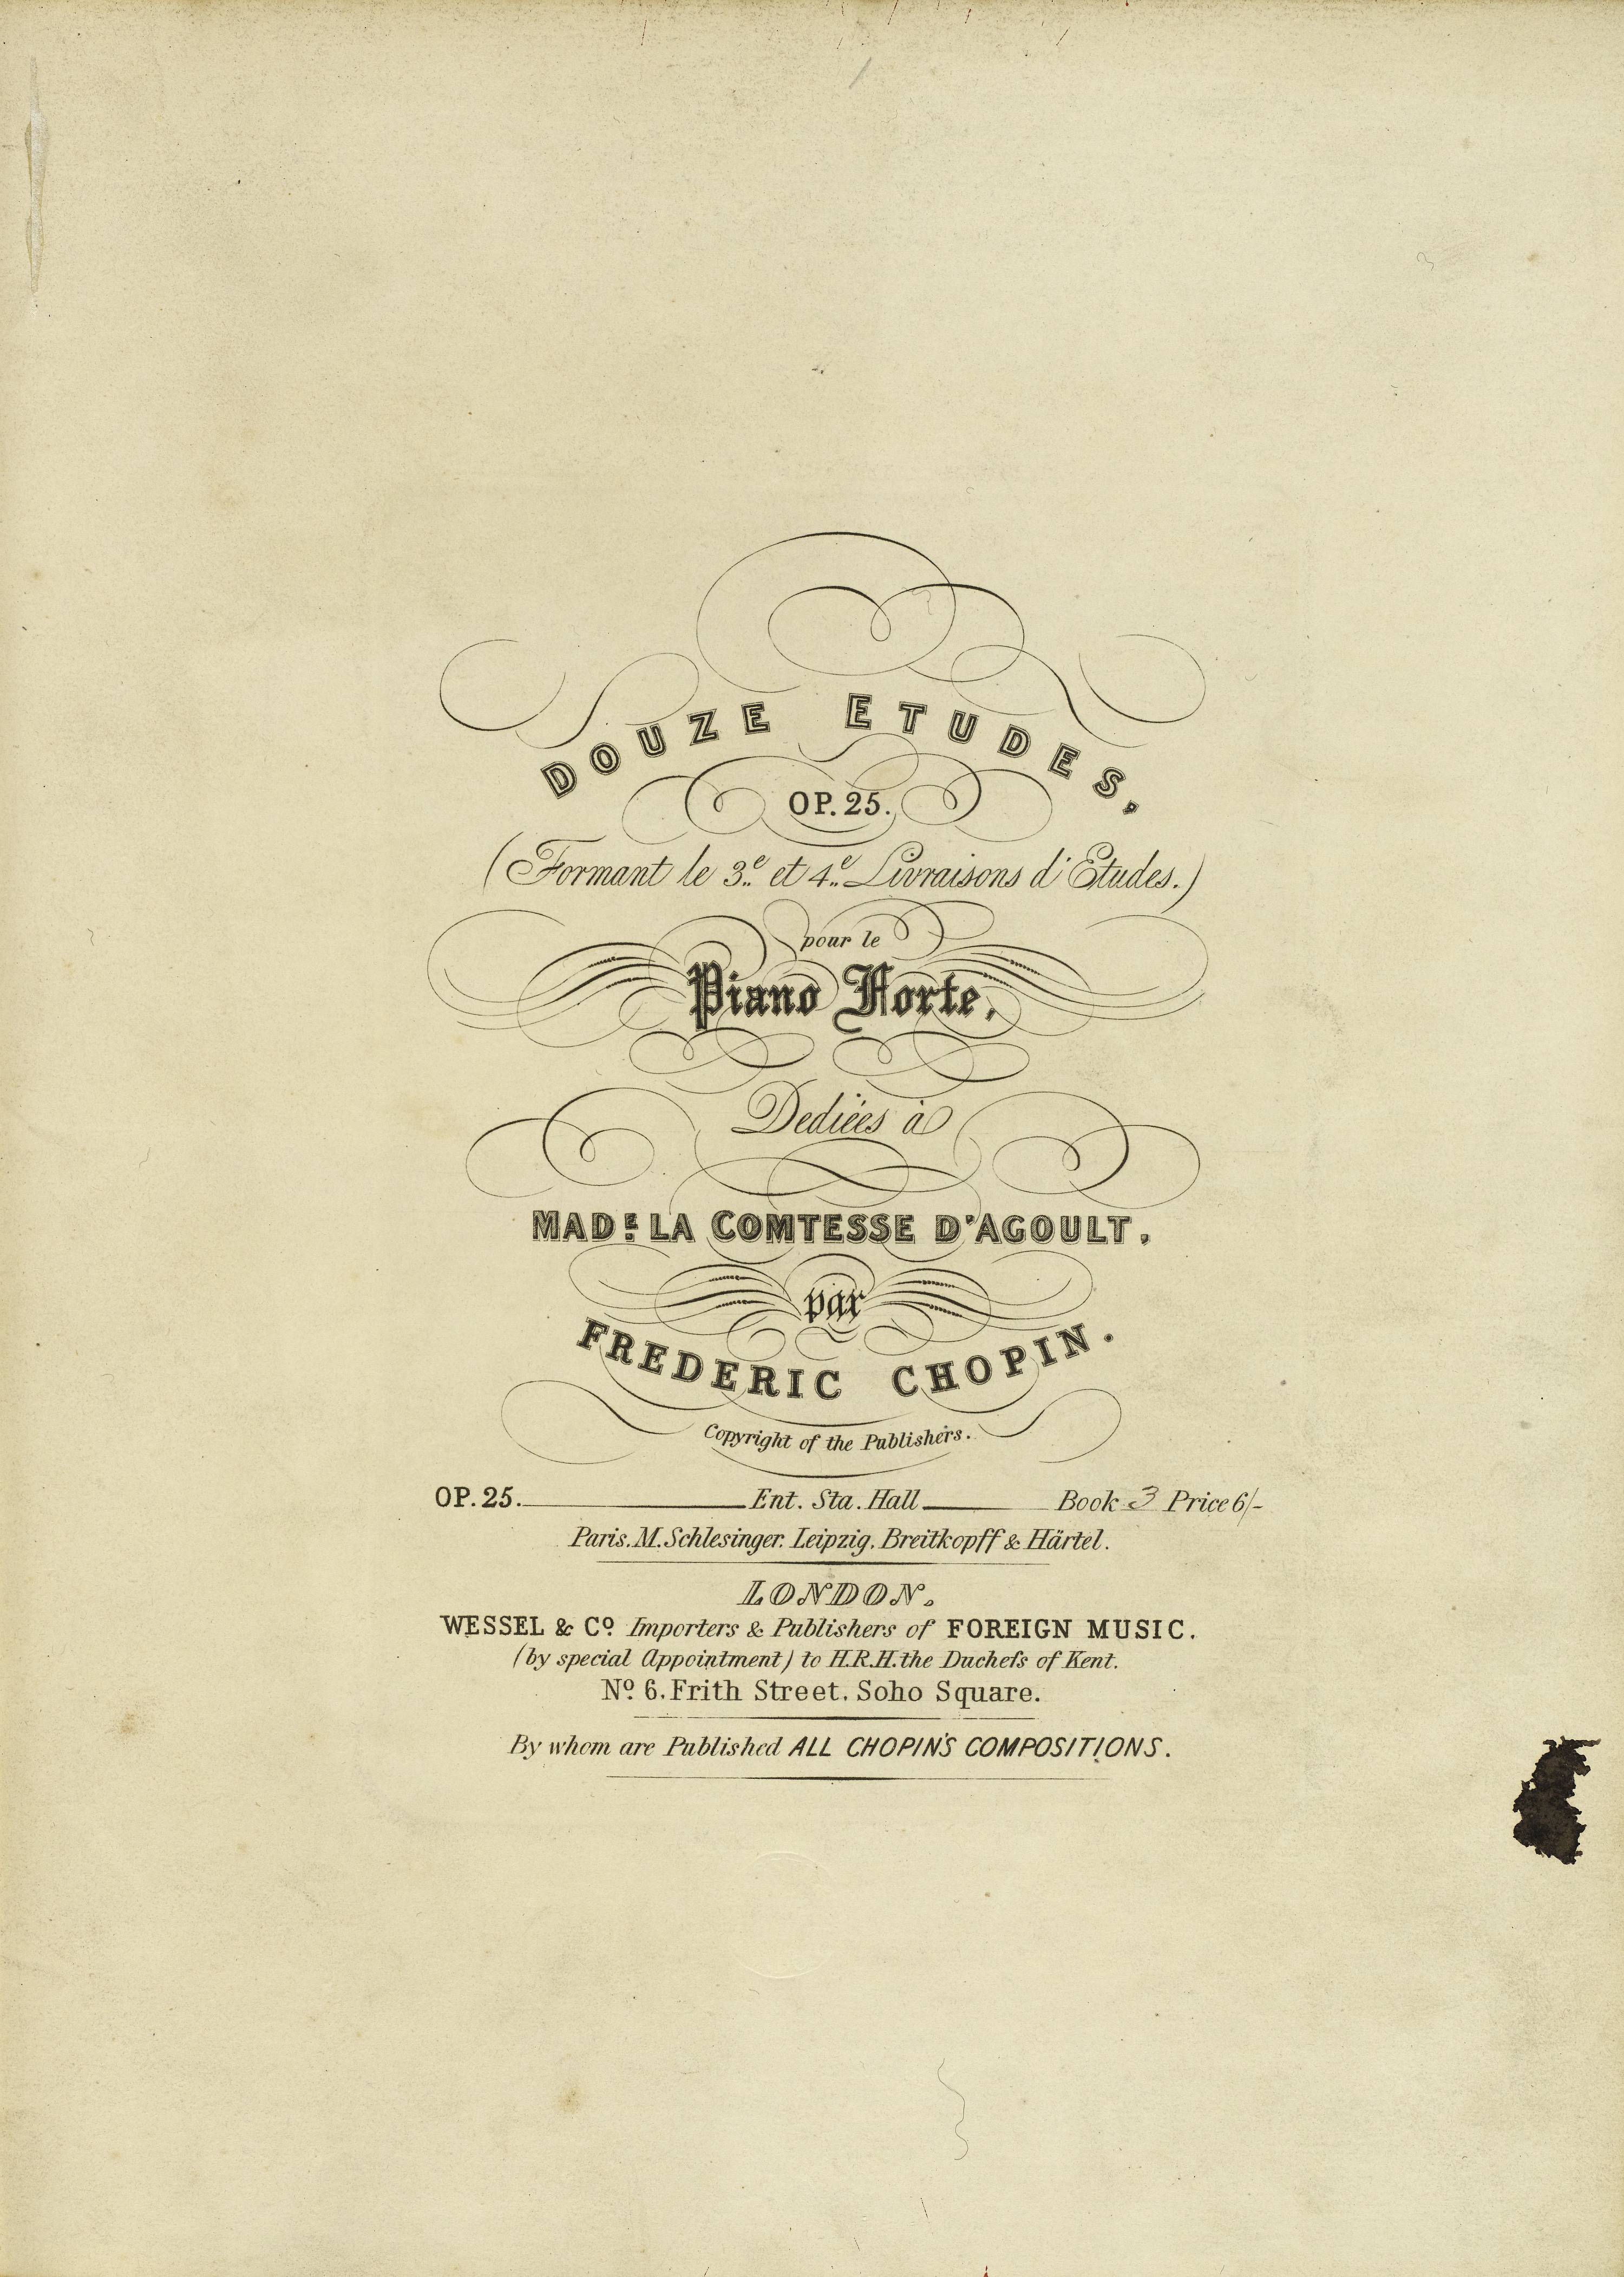 DOUZE ETUDES,
OP. 25.
(Formant le 3.e et 4.e Livraisons d'Etudes.)
pour le
Piano Forte,
Dediées à
MAD.E LA COMTESSE D'AGOULT,
par
FREDERIC CHOPIN.
Copyright of the Publishers.
OP. 25. Ent. Sta. Hall Book 3 Price 6/-
Paris. M. Schlesinger. Leipzig. Breitkopff & Härtel.
LONDON.
WESSEL & Cº Importers & Publishers of FOREIGN MUSIC.
(by special Appointment) to H.R.H. the Ducheſs of Kent.
Nº 6. Frith Street. Soho Square.
By whom are Published ALL CHOPIN'S COMPOSITIONS.